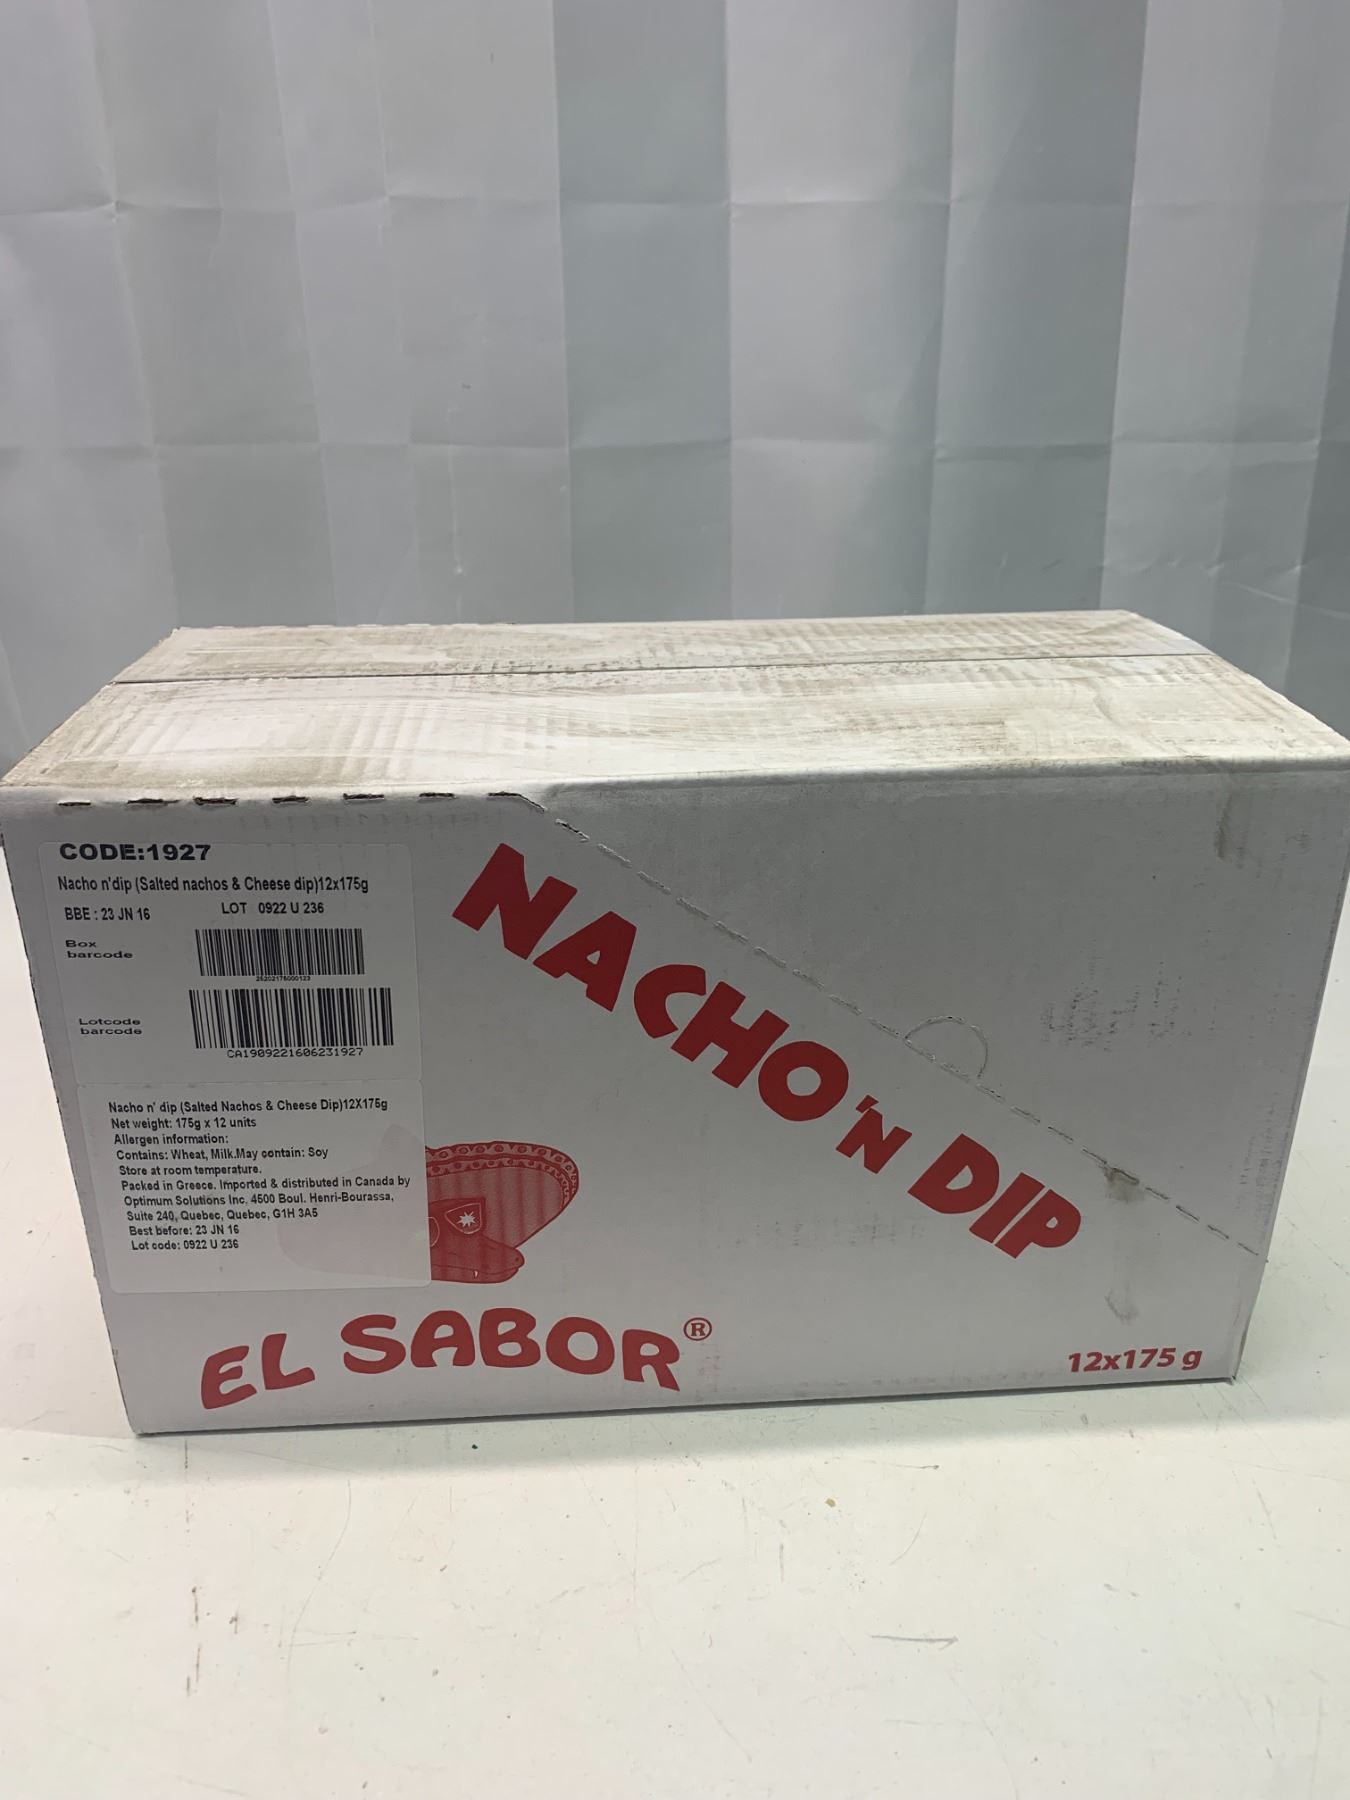 CODE:1927
Nacho n'dip (Salted nachos & Cheese dip)12x175g
BBE : 23 JN 16 LOT 0922 U 236
Box
barcode
25202175000123
Lotcode
barcode
CA1909221606231927
Nacho n' dip (Salted Nachos & Cheese Dip)12X175g
Net weight: 175g x 12 units
Allergen information:
Contains: Wheat, Milk.May contain: Soy
Store at room temperature.
Packed in Greece. Imported & distributed in Canada by
Optimum Solutions Inc. 4600 Boul. Henri-Bourassa,
Suite 240, Quebec, Quebec, G1H 3A5
Best before: 23 JN 16
Lot code: 0922 U 236
NACHO 'N DIP
EL SABOR®
12x175 g